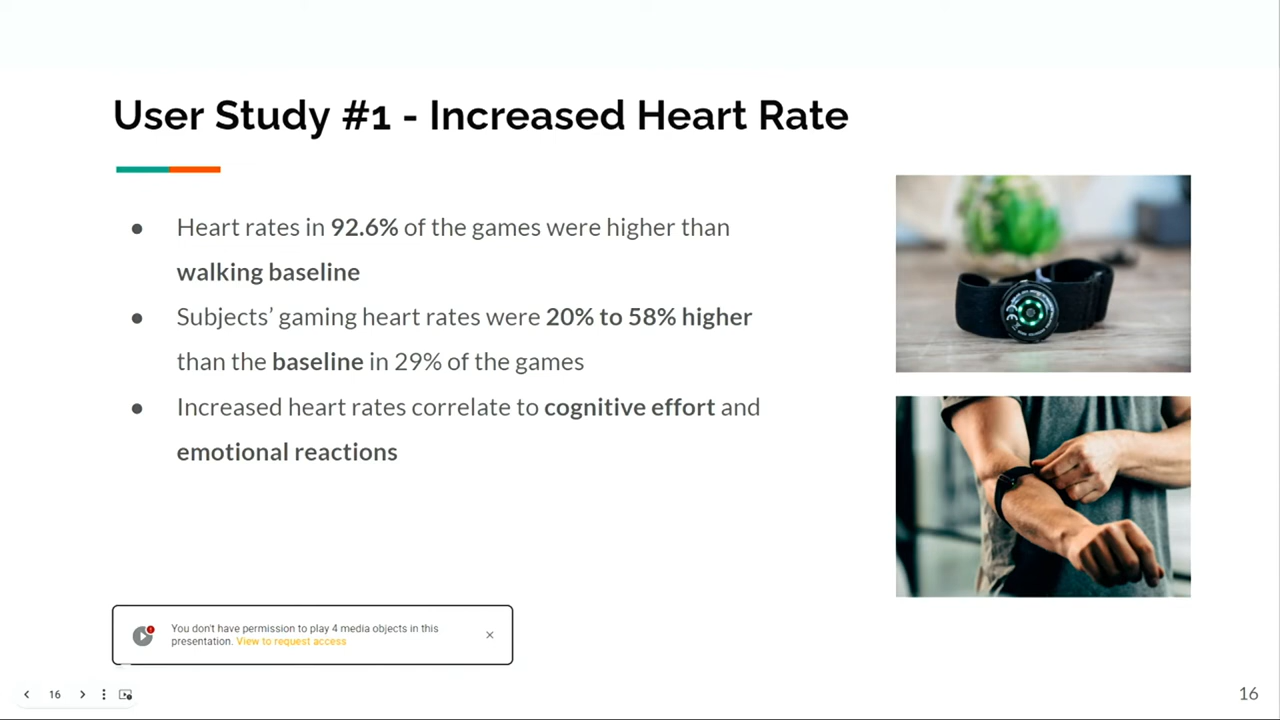 User Study #1 - Increased Heart Rate
● Heart rates in 92.6% of the games were higher than
walking baseline
● Subjects’ gaming heart rates were 20% to 58% higher
than the baseline in 29% of the games
● Increased heart rates correlate to cognitive effort and
emotional reactions
You don't have permission to play 4 media objects in this
presentation. View to request access
16
16